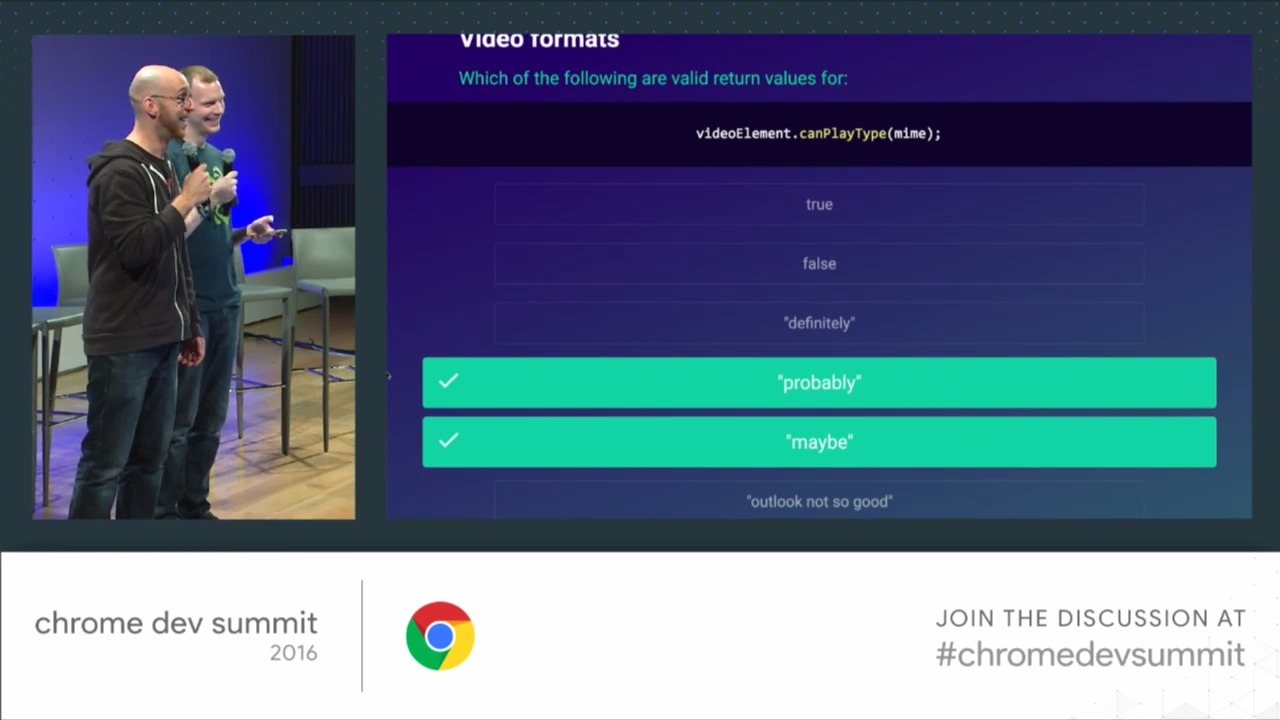 Video formats
Which of the following are valid return values for:
videoElement.canPlayType(mime);
true
false
"definitely"
"probably"
"maybe"
"outlook not so good"
chrome dev summit
2016
JOIN THE DISCUSSION AT
#chromedevsummit